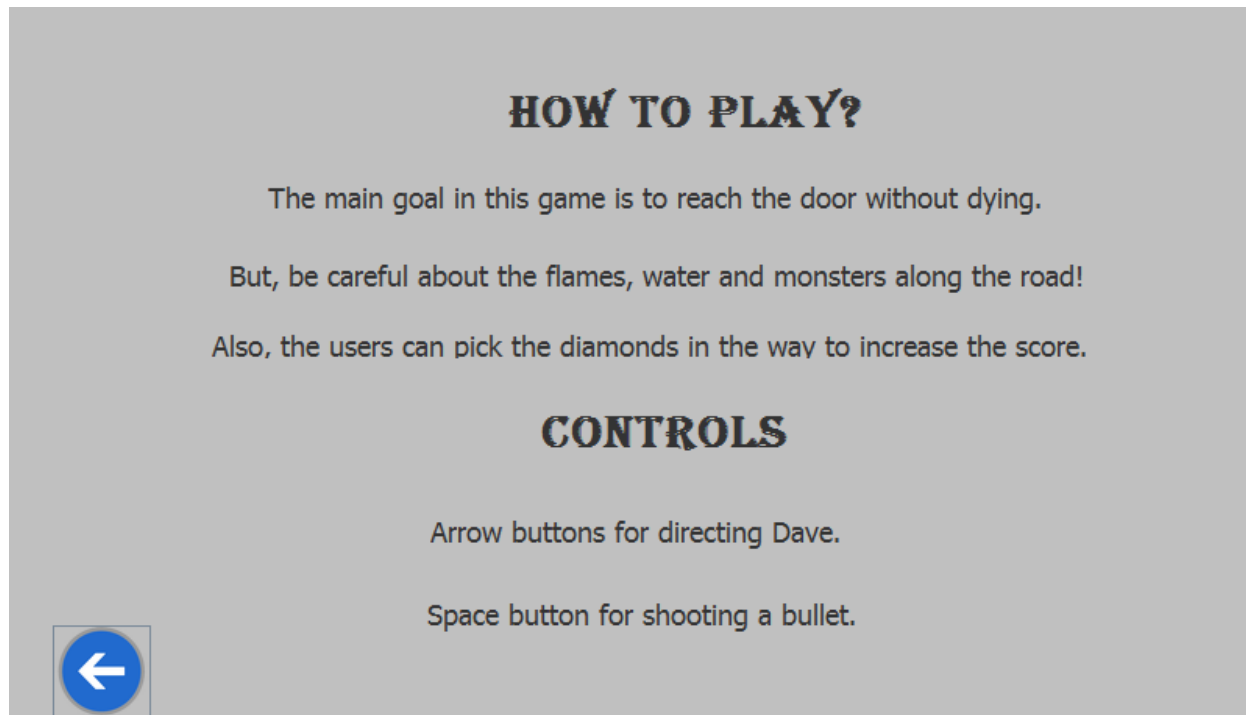 HOW TO PLAY?
The main goal in this game is to reach the door without dying.
But, be careful about the flames, water and monsters along the road!
Also, the users can pick the diamonds in the way to increase the score.
CONTROLS
Arrow buttons for directing Dave.
Space button for shooting a bullet.